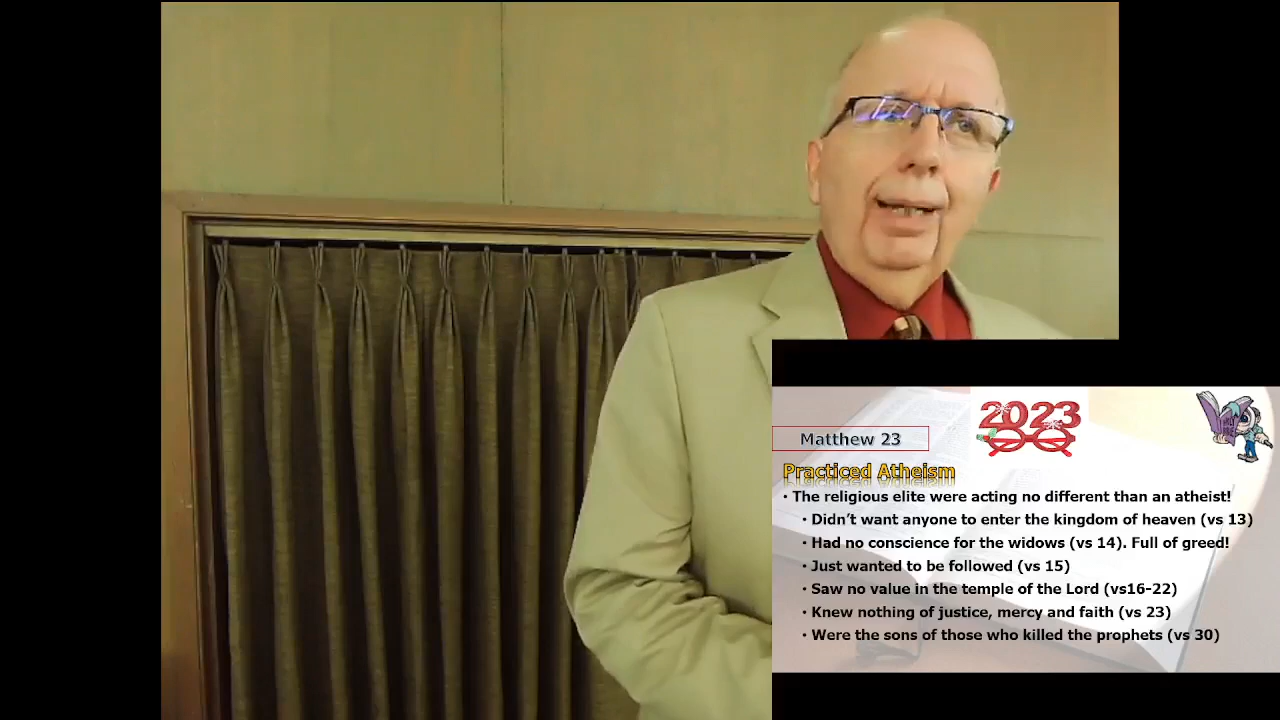 2023
Matthew 23
Practiced Atheism
• The religious elite were acting no different than an atheist!
• Didn’t want anyone to enter the kingdom of heaven (vs 13)
• Had no conscience for the widows (vs 14). Full of greed!
• Just wanted to be followed (vs 15)
• Saw no value in the temple of the Lord (vs16-22)
• Knew nothing of justice, mercy and faith (vs 23)
• Were the sons of those who killed the prophets (vs 30)